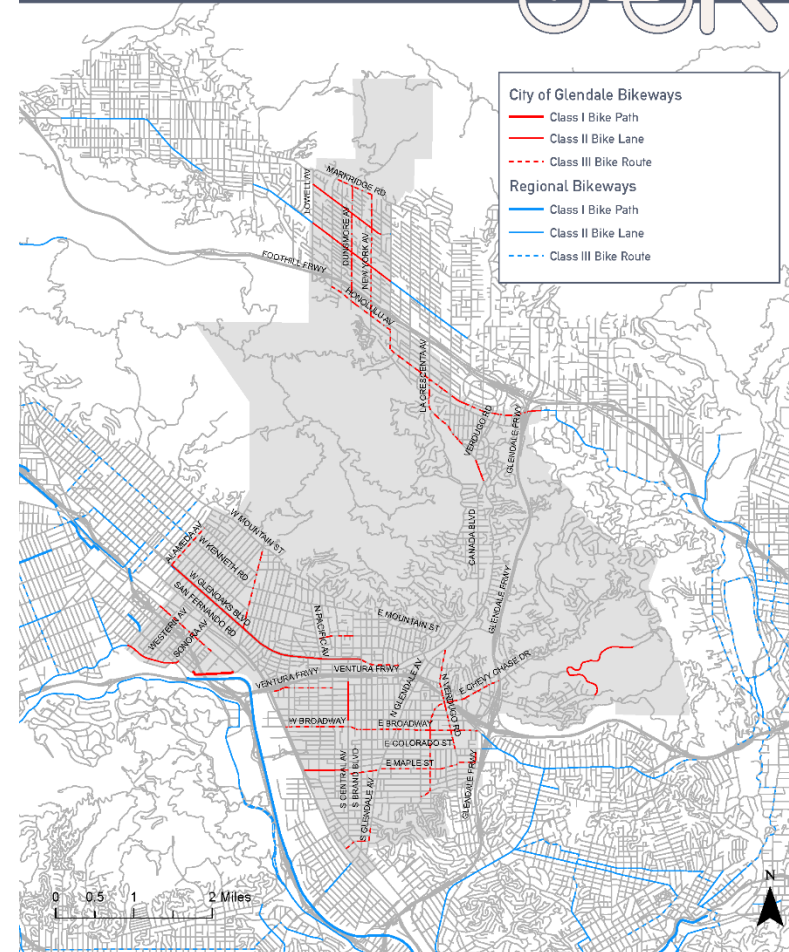 City of Glendale Bikeways
Class I Bike Path
Class II Bike Lane
Class III Bike Route
Regional Bikeways
Class I Bike Path
Class II Bike Lane
Class III Bike Route
MARKRIDGE RD
LOWELL AV
DUNSMORE AV
NEW YORK AV
FOOTHILL FRWY
HONOLULU AV
LA CRESCENTA AV
VERDUGO RD
GLENDALE FRWY
CANADA BLVD
W MOUNTAIN ST
ALAMEDA AV
W KENNETH RD
W GLENOAKS BLVD
SAN FERNANDO RD
WESTERN AV
SONORA AV
N PACIFIC AV
E MOUNTAIN ST
GLENDALE FRWY
VENTURA FRWY
VENTURA FRWY
N GLENDALE AV
N VERDUGO RD
E CHEVY CHASE DR
W BROADWAY
E BROADWAY
E COLORADO ST
E MAPLE ST
S CENTRAL AV
S BRAND BLVD
S GLENDALE AV
GLENDALE FRWY
0 0.5 1 2 Miles
N